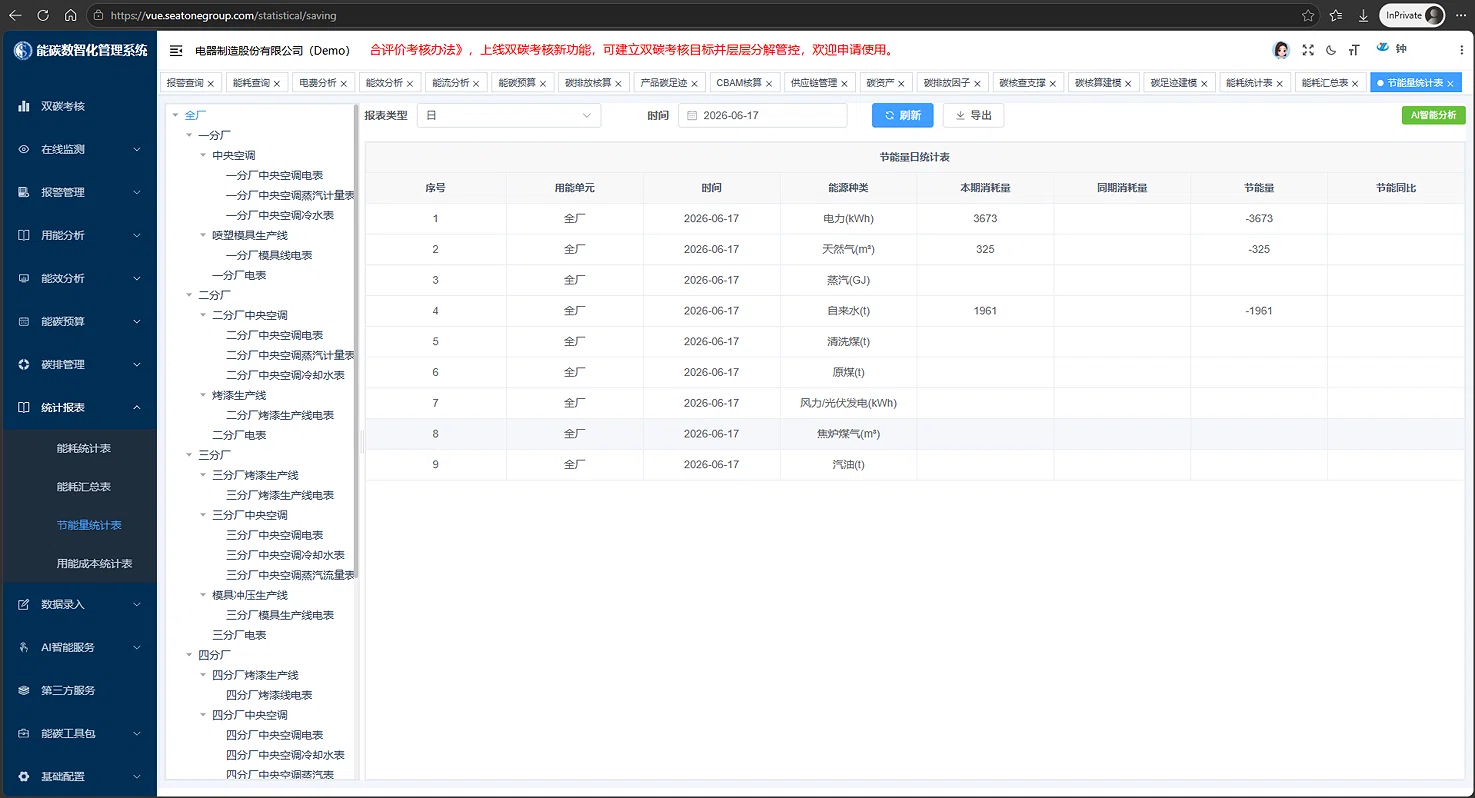 https://vue.seatonegroup.com/statistical/saving InPrivate
能碳数智化管理系统
电器制造股份有限公司（Demo） 合评价考核办法》，上线双碳考核新功能，可建立双碳考核目标并层层分解管控，欢迎申请使用。 钟
报警查询 能耗查询 电费分析 能效分析 能流分析 能碳预算 碳排放核算 产品碳足迹 CBAM核算 供应链管理 碳资产 碳排放因子 碳核查支撑 碳核算建模 碳足迹建模 能耗统计表 能耗汇总表 节能量统计表
双碳考核
在线监测
报警管理
用能分析
能效分析
能碳预算
碳排管理
统计报表
能耗统计表
能耗汇总表
节能量统计表
用能成本统计表
数据录入
AI智能服务
第三方服务
能碳工具包
基础配置
全厂
一分厂
中央空调
一分厂中央空调电表
一分厂中央空调蒸汽计量表
一分厂中央空调冷水表
喷塑模具生产线
一分厂模具线电表
一分厂电表
二分厂
二分厂中央空调
二分厂中央空调电表
二分厂中央空调蒸汽计量表
二分厂中央空调冷却水表
烤漆生产线
二分厂烤漆生产线电表
二分厂电表
三分厂
三分厂烤漆生产线
三分厂烤漆生产线电表
三分厂中央空调
三分厂中央空调电表
三分厂中央空调冷却水表
三分厂中央空调蒸汽流量表
模具冲压生产线
三分厂模具生产线电表
三分厂电表
四分厂
四分厂烤漆生产线
四分厂烤漆线电表
四分厂中央空调
四分厂中央空调电表
四分厂中央空调冷却水表
四分厂中央空调蒸汽表
报表类型 日 时间 2026-06-17 刷新 导出 AI智能分析
节能量日统计表
序号 用能单元 时间 能源种类 本期消耗量 同期消耗量 节能量 节能同比
1 全厂 2026-06-17 电力(kWh) 3673 -3673
2 全厂 2026-06-17 天然气(m³) 325 -325
3 全厂 2026-06-17 蒸汽(GJ)
4 全厂 2026-06-17 自来水(t) 1961 -1961
5 全厂 2026-06-17 清洗煤(t)
6 全厂 2026-06-17 原煤(t)
7 全厂 2026-06-17 风力/光伏发电(kWh)
8 全厂 2026-06-17 焦炉煤气(m³)
9 全厂 2026-06-17 汽油(t)